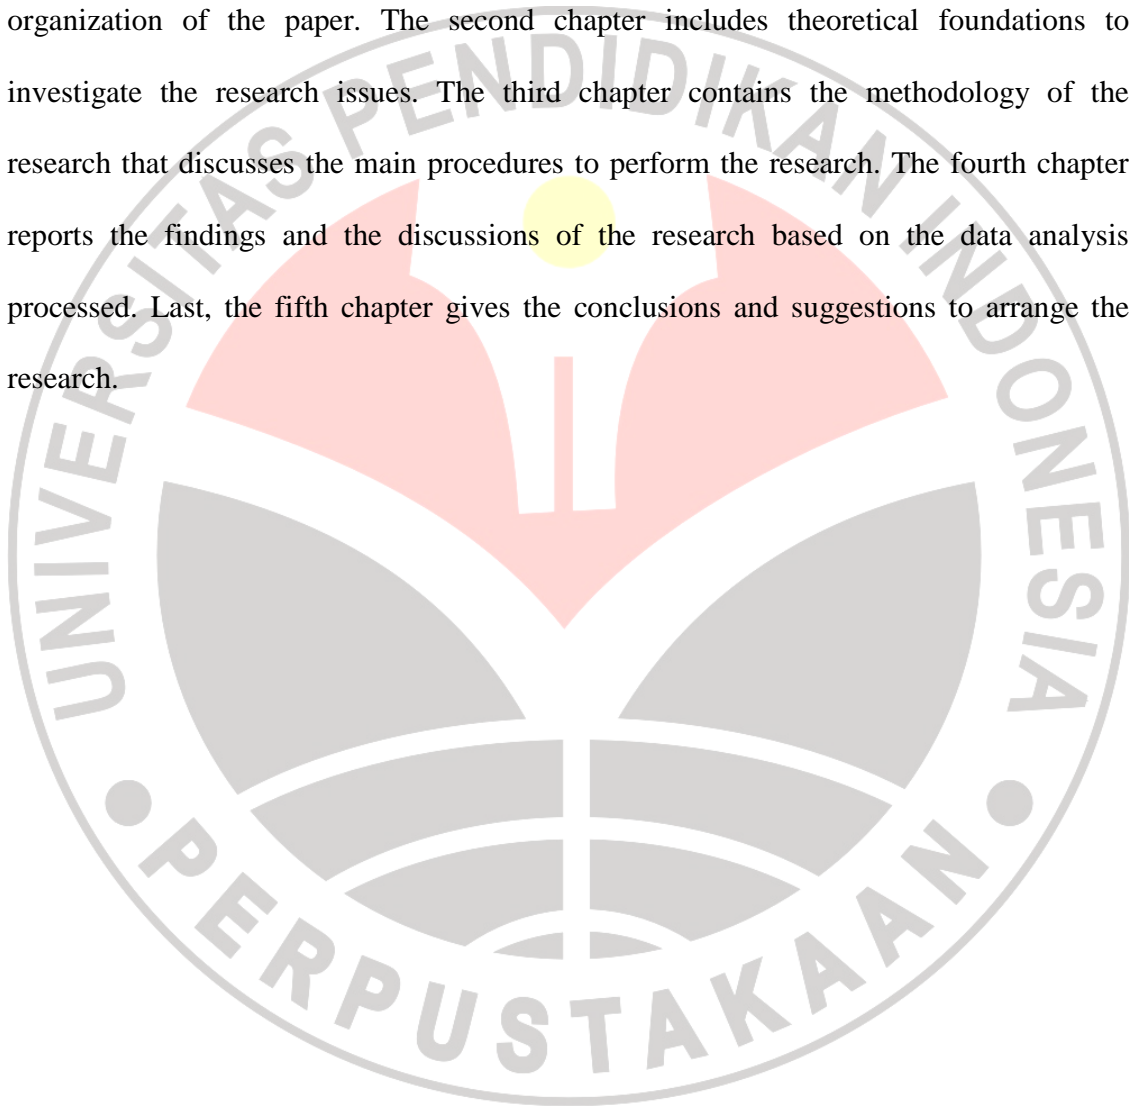 organization of the paper. The second chapter includes theoretical foundations to
investigate the research issues. The third chapter contains the methodology of the
research that discusses the main procedures to perform the research. The fourth chapter
reports the findings and the discussions of the research based on the data analysis
processed. Last, the fifth chapter gives the conclusions and suggestions to arrange the
research.
UNIVERSITAS PENDIDIKAN INDONESIA
PERPUSTAKAAN